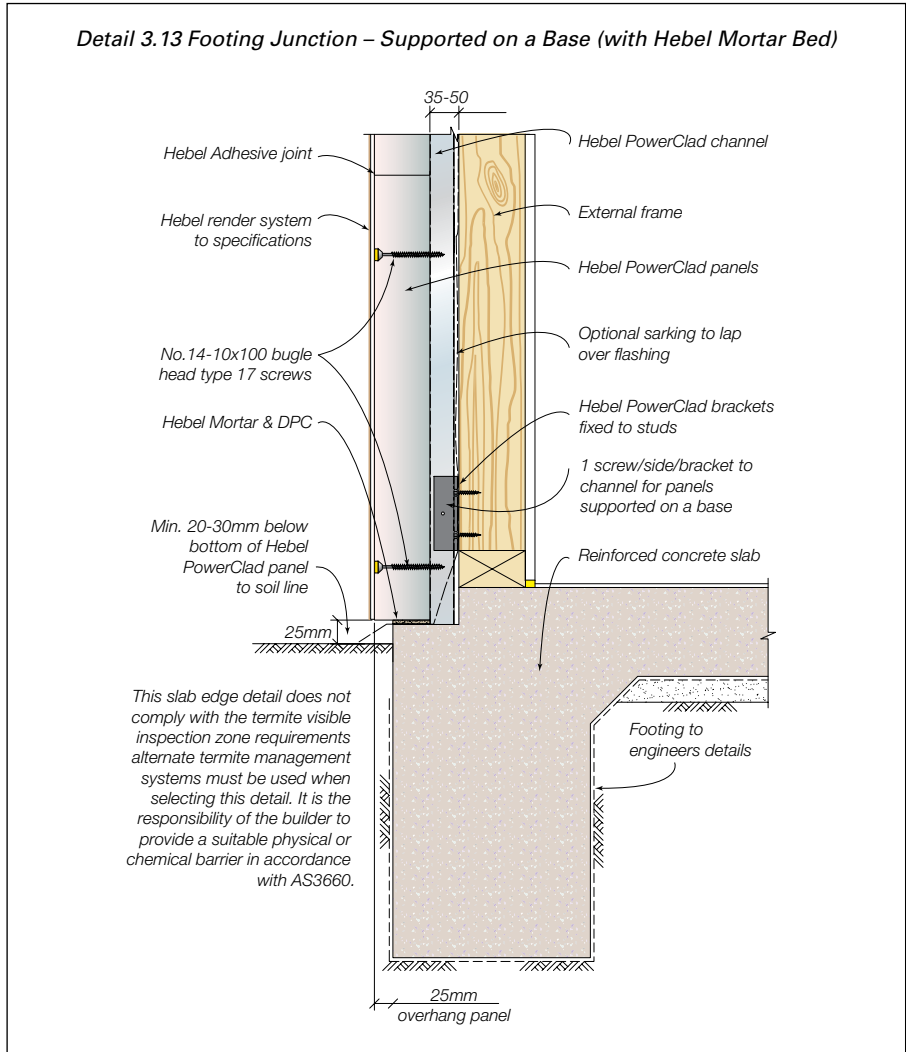 Detail 3.13 Footing Junction – Supported on a Base (with Hebel Mortar Bed)
35-50
Hebel Adhesive joint
Hebel render system
to specifications
No.14-10x100 bugle
head type 17 screws
Hebel Mortar & DPC
Min. 20-30mm below
bottom of Hebel
PowerClad panel
to soil line
25mm
This slab edge detail does not
comply with the termite visible
inspection zone requirements
alternate termite management
systems must be used when
selecting this detail. It is the
responsibility of the builder to
provide a suitable physical or
chemical barrier in accordance
with AS3660.
Hebel PowerClad channel
External frame
Hebel PowerClad panels
Optional sarking to lap
over flashing
Hebel PowerClad brackets
fixed to studs
1 screw/side/bracket to
channel for panels
supported on a base
Reinforced concrete slab
Footing to
engineers details
25mm
overhang panel